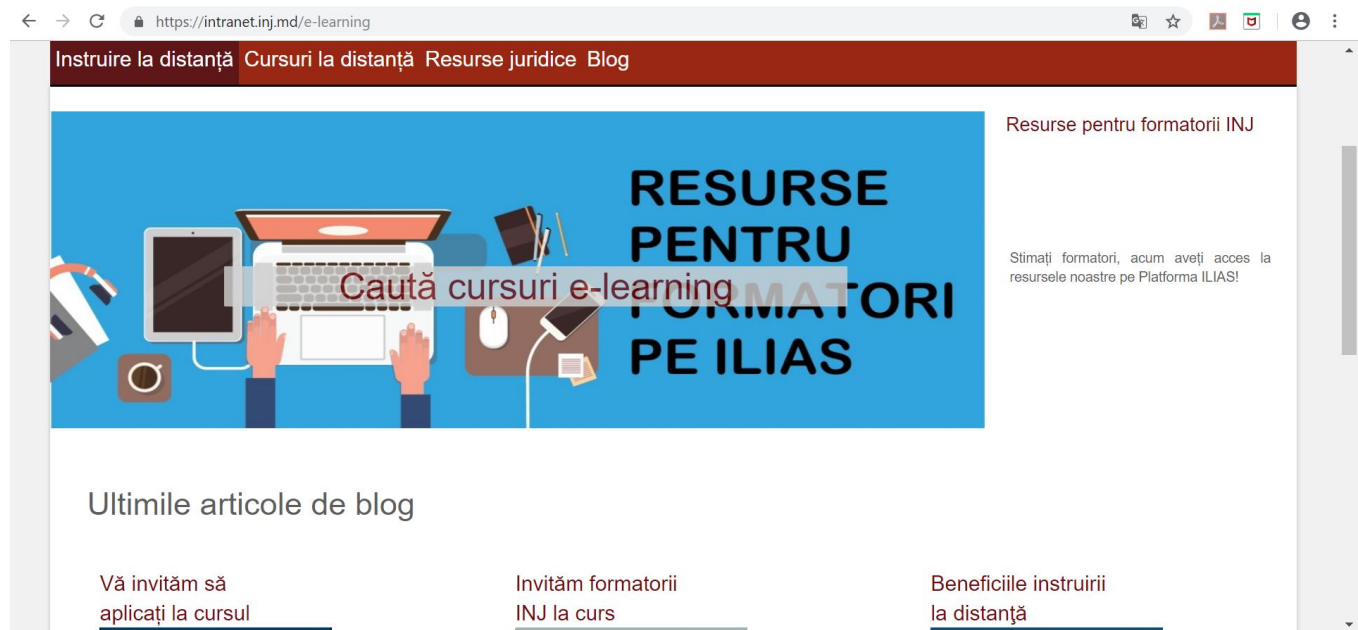 https://intranet.inj.md/e-learning
Instruire la distanță Cursuri la distanță Resurse juridice Blog
RESURSE
PENTRU
FORMATORI
PE ILIAS
Caută cursuri e-learning
Resurse pentru formatorii INJ
Stimați formatori, acum aveți acces la
resursele noastre pe Platforma ILIAS!
Ultimile articole de blog
Vă invităm să
aplicați la cursul
Invităm formatorii
INJ la curs
Beneficiile instruirii
la distanţă